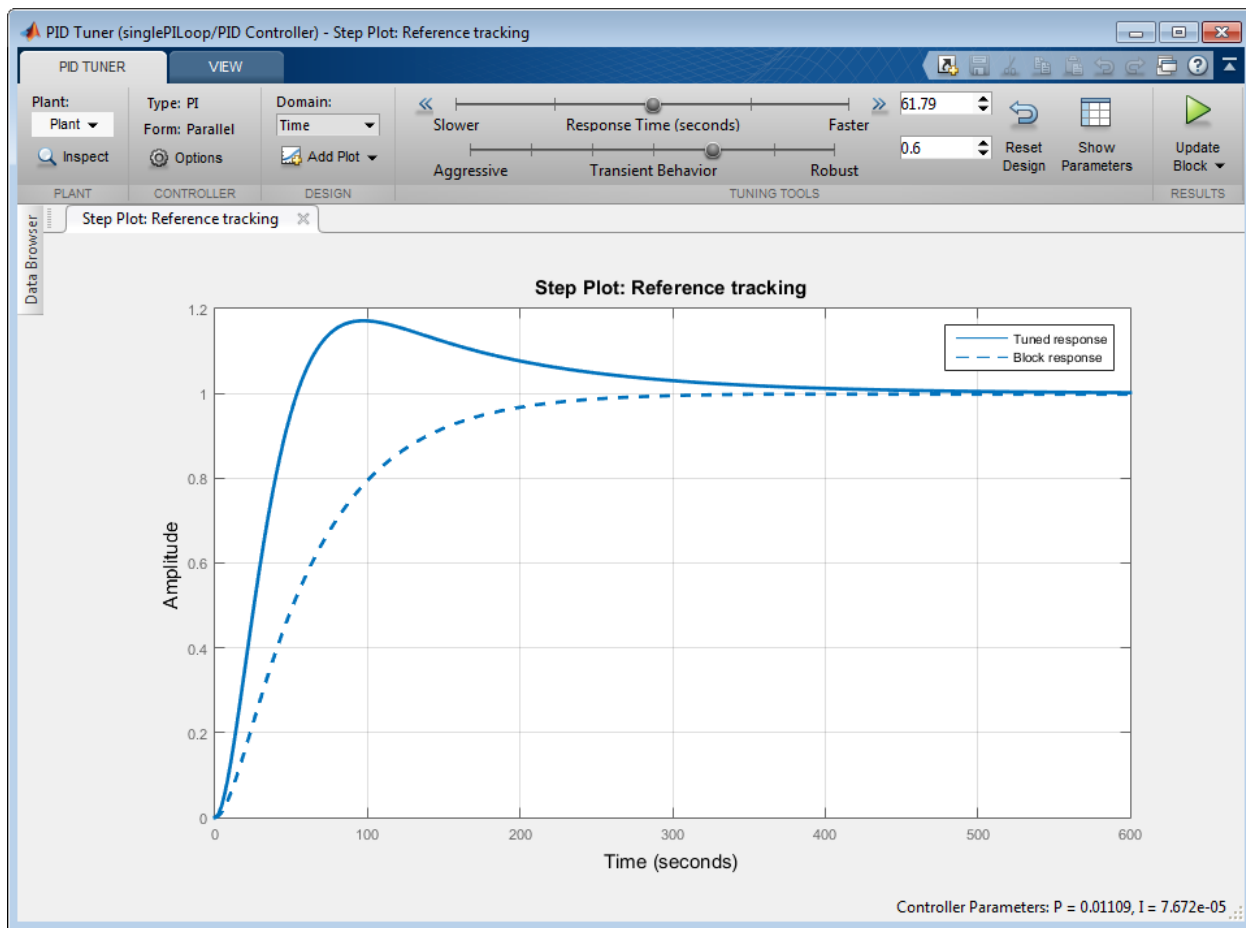 PID Tuner (singlePILoop/PID Controller) - Step Plot: Reference tracking
PID TUNER
VIEW
Plant:
Plant
Inspect
PLANT
Type: PI
Form: Parallel
Options
CONTROLLER
Domain:
Time
Add Plot
DESIGN
Slower Response Time (seconds) Faster
61.79
Aggressive Transient Behavior Robust
0.6
Reset
Design
Show
Parameters
TUNING TOOLS
Update
Block
RESULTS
Data Browser
Step Plot: Reference tracking
Step Plot: Reference tracking
Tuned response
Block response
Amplitude
1.2
1
0.8
0.6
0.4
0.2
0
0 100 200 300 400 500 600
Time (seconds)
Controller Parameters: P = 0.01109, I = 7.672e-05